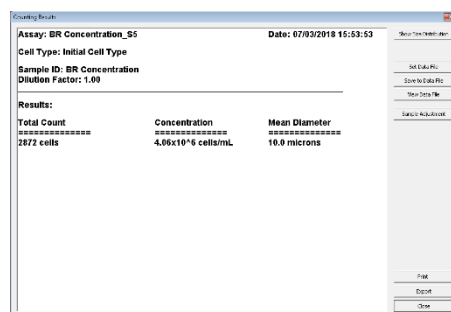 Counting Results
Assay: BR Concentration_S5 Date: 07/03/2018 15:53:53
Cell Type: Initial Cell Type
Sample ID: BR Concentration
Dilution Factor: 1.00
Results:
Total Count Concentration Mean Diameter
============== ============== ==============
2872 cells 4.06x10^6 cells/mL 10.0 microns
Show Size Distribution
Set Data File
Save to Data File
View Data File
Sample Adjustment
Print
Export
Close